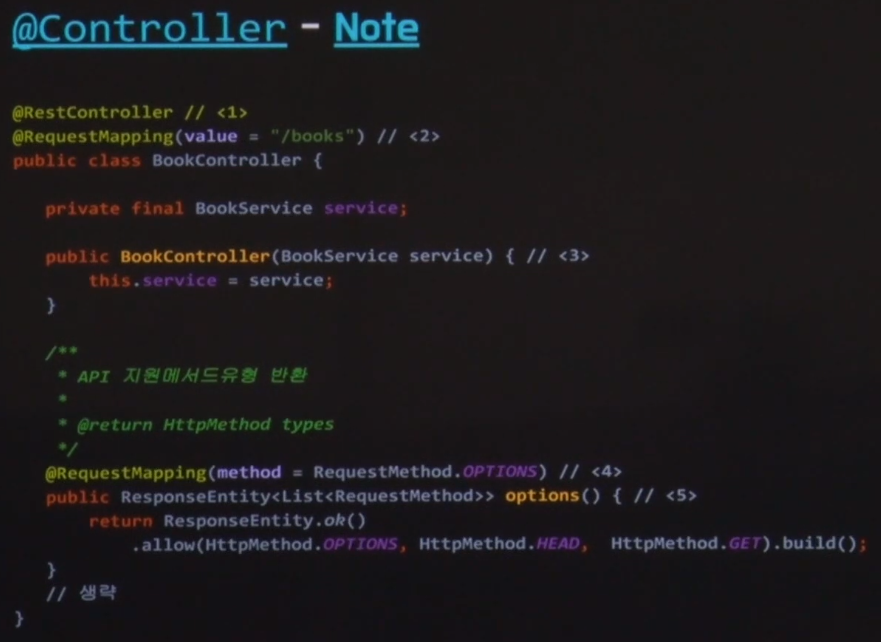 @Controller - Note
@RestController // <1>
@RequestMapping(value = "/books") // <2>
public class BookController {
private final BookService service;
public BookController(BookService service) { // <3>
this.service = service;
}
/**
* API 지원메서드유형 반환
*
* @return HttpMethod types
*/
@RequestMapping(method = RequestMethod.OPTIONS) // <4>
public ResponseEntity<List<RequestMethod>> options() { // <5>
return ResponseEntity.ok()
.allow(HttpMethod.OPTIONS, HttpMethod.HEAD, HttpMethod.GET).build();
}
// 생략
}